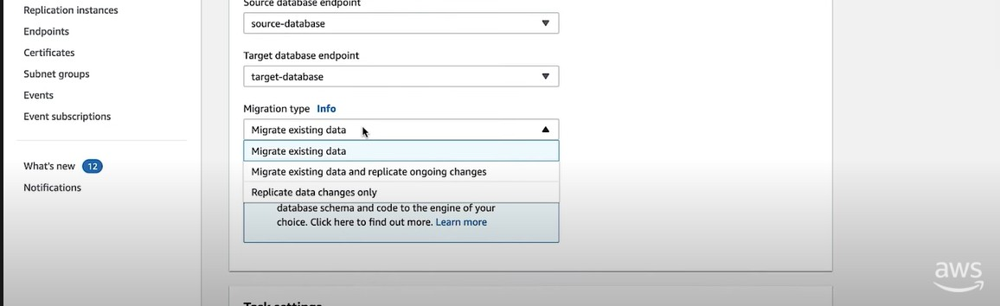 Replication instances
Endpoints
Certificates
Subnet groups
Events
Event subscriptions
What's new 12
Notifications
Source database endpoint
source-database
Target database endpoint
target-database
Migration type Info
Migrate existing data
Migrate existing data
Migrate existing data and replicate ongoing changes
Replicate data changes only
database schema and code to the engine of your
choice. Click here to find out more. Learn more
Task settings
aws